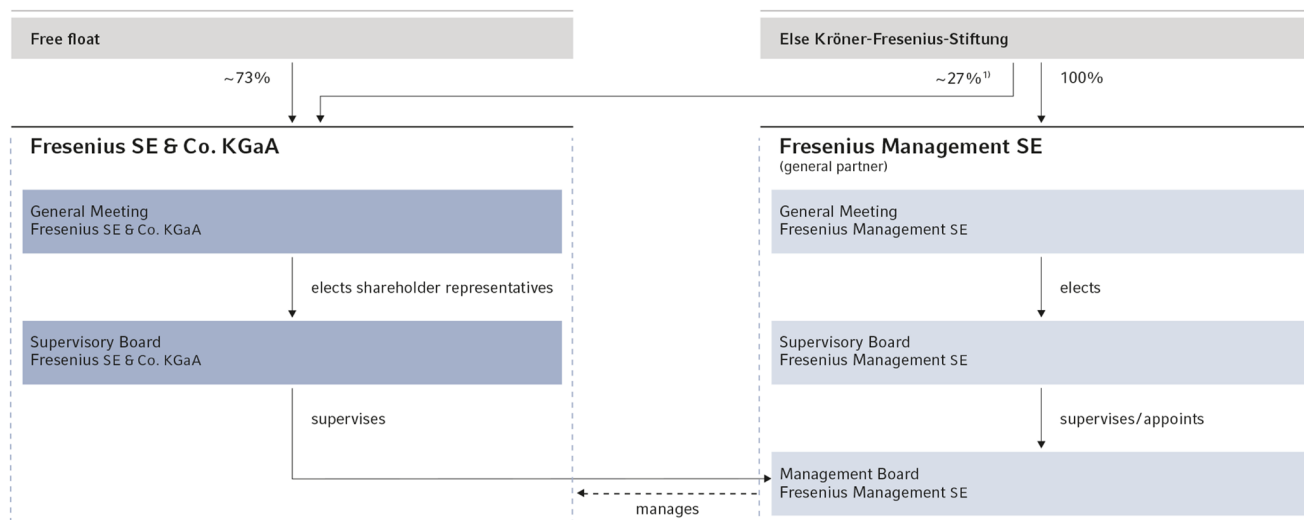 Free float
Else Kröner-Fresenius-Stiftung
~73%
~27%¹⁾
100%
Fresenius SE & Co. KGaA
Fresenius Management SE
(general partner)
General Meeting
Fresenius SE & Co. KGaA
General Meeting
Fresenius Management SE
elects shareholder representatives
elects
Supervisory Board
Fresenius SE & Co. KGaA
Supervisory Board
Fresenius Management SE
supervises
supervises/appoints
Management Board
Fresenius Management SE
manages